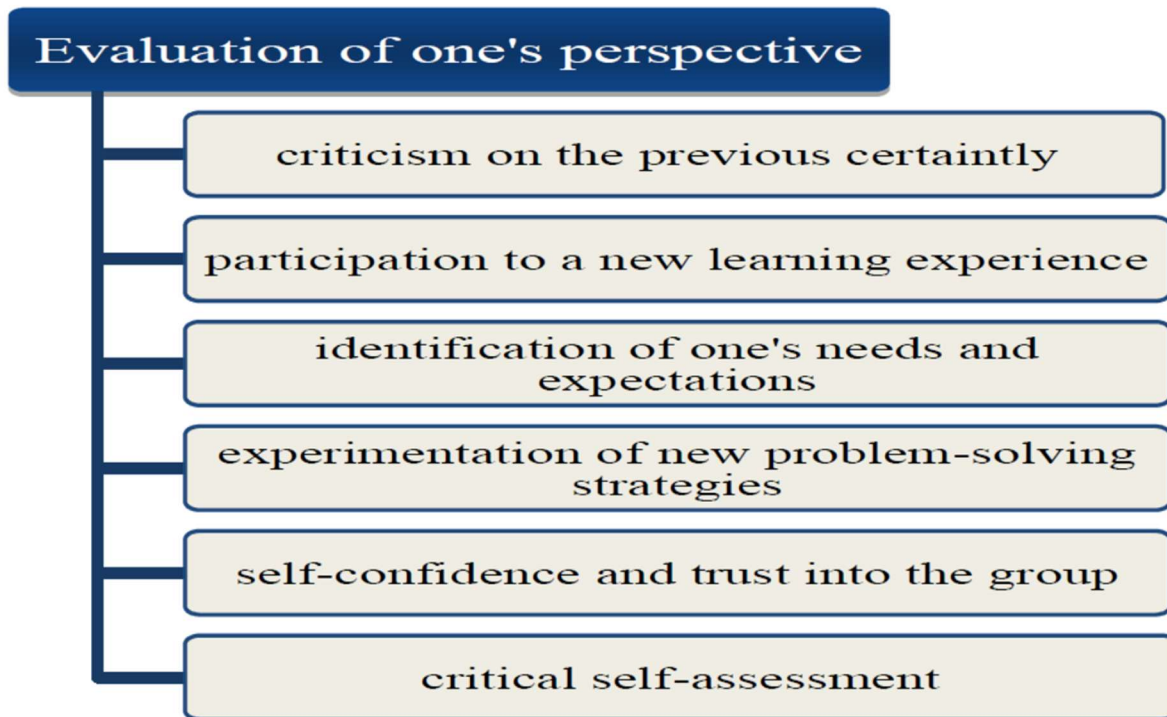 Evaluation of one's perspective
criticism on the previous certaintly
participation to a new learning experience
identification of one's needs and
expectations
experimentation of new problem-solving
strategies
self-confidence and trust into the group
critical self-assessment